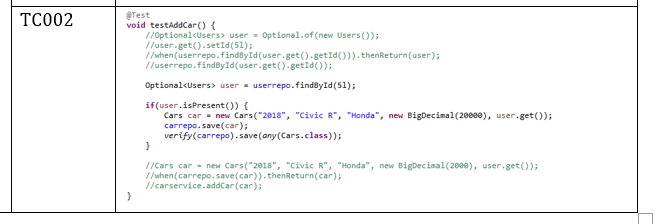 TC002
@Test
void testAddCar() {
//Optional<Users> user = Optional.of(new Users());
//user.get().setId(5l);
//when(userrepo.findById(user.get().getId())).thenReturn(user);
//userrepo.findById(user.get().getId());
Optional<Users> user = userrepo.findById(5l);
if(user.isPresent()) {
Cars car = new Cars("2018", "Civic R", "Honda", new BigDecimal(20000), user.get());
carrepo.save(car);
verify(carrepo).save(any(Cars.class));
}
//Cars car = new Cars("2018", "Civic R", "Honda", new BigDecimal(2000), user.get());
//when(carrepo.save(car)).thenReturn(car);
//carservice.addCar(car);
}